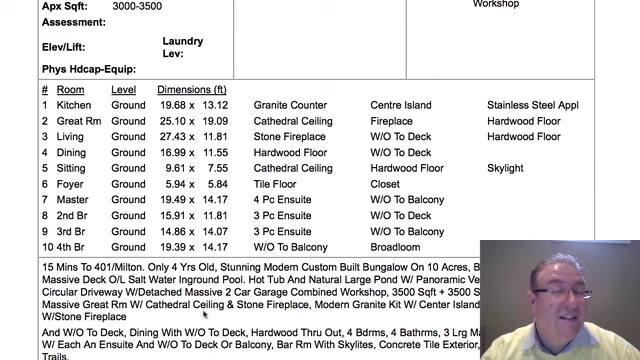 Apx Sqft: 3000-3500 Workshop
Assessment:
Elev/Lift: Laundry Lev:
Phys Hdcap-Equip:
# Room Level Dimensions (ft)
1 Kitchen Ground 19.68 x 13.12 Granite Counter Centre Island Stainless Steel Appl
2 Great Rm Ground 25.10 x 19.09 Cathedral Ceiling Fireplace Hardwood Floor
3 Living Ground 27.43 x 11.81 Stone Fireplace W/O To Deck Hardwood Floor
4 Dining Ground 16.99 x 11.55 Hardwood Floor W/O To Deck
5 Sitting Ground 9.61 x 7.55 Cathedral Ceiling Hardwood Floor Skylight
6 Foyer Ground 5.94 x 5.84 Tile Floor Closet
7 Master Ground 19.49 x 14.17 4 Pc Ensuite W/O To Balcony
8 2nd Br Ground 15.91 x 11.81 3 Pc Ensuite W/O To Deck
9 3rd Br Ground 14.86 x 14.07 3 Pc Ensuite W/O To Balcony
10 4th Br Ground 19.39 x 14.17 W/O To Balcony Broadloom
15 Mins To 401/Milton. Only 4 Yrs Old, Stunning Modern Custom Built Bungalow On 10 Acres,
Massive Deck O/L Salt Water Inground Pool. Hot Tub And Natural Large Pond W/ Panoramic
Circular Driveway W/Detached Massive 2 Car Garage Combined Workshop, 3500 Sqft + 3500
Massive Great Rm W/ Cathedral Ceiling & Stone Fireplace, Modern Granite Kit W/ Center
W/Stone Fireplace
And W/O To Deck, Dining With W/O To Deck, Hardwood Thru Out, 4 Bdrms, 4 Bathrms, 3 Lrg
W/ Each An Ensuite And W/O To Deck Or Balcony, Bar Rm With Skylites, Concrete Tile Exterior,
Trails.